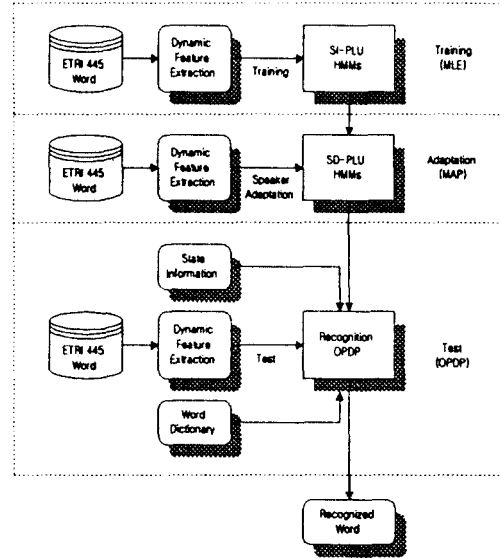 ETRI 445
Word
Dynamic
Feature
Extraction
Training
SI-PLU
HMMs
Training
(MLE)
ETRI 445
Word
Dynamic
Feature
Extraction
Speaker
Adaptation
SD-PLU
HMMs
Adaptation
(MAP)
State
Information
ETRI 445
Word
Dynamic
Feature
Extraction
Test
Recognition
OPDP
Test
(OPDP)
Word
Dictionary
Recognized
Word